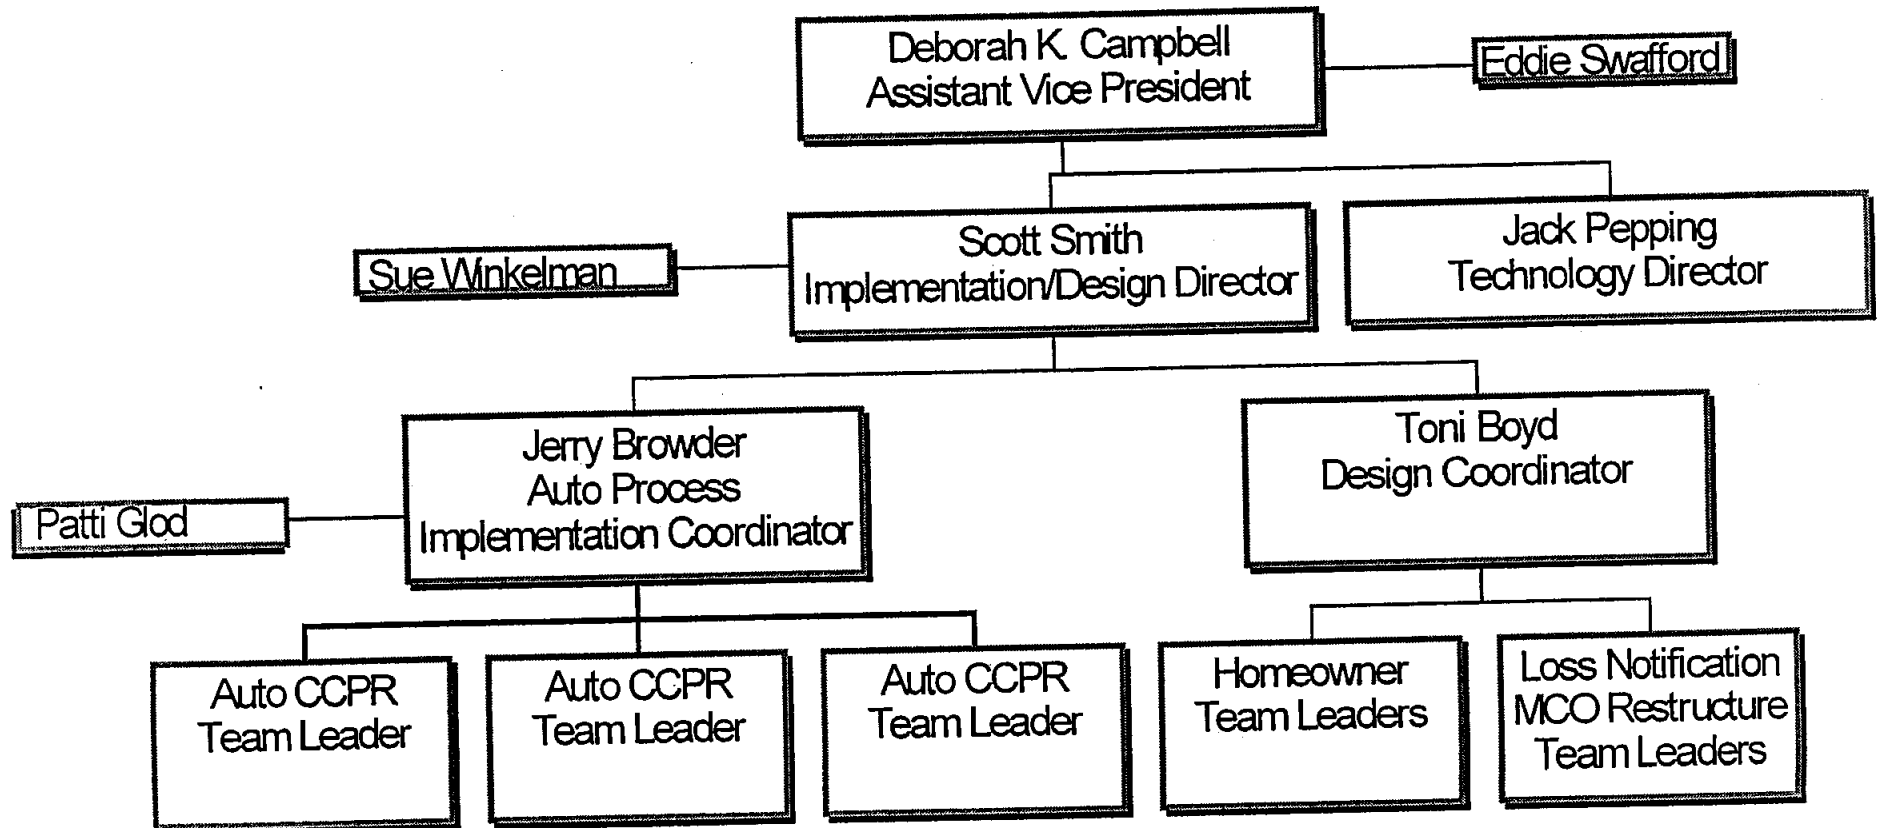 Deborah K. Campbell
Assistant Vice President
Eddie Swafford
Scott Smith
Implementation/Design Director
Jack Pepping
Technology Director
Sue Winkelman
Jerry Browder
Auto Process
Implementation Coordinator
Toni Boyd
Design Coordinator
Patti Glod
Auto CCPR
Team Leader
Auto CCPR
Team Leader
Auto CCPR
Team Leader
Homeowner
Team Leaders
Loss Notification
MCO Restructure
Team Leaders